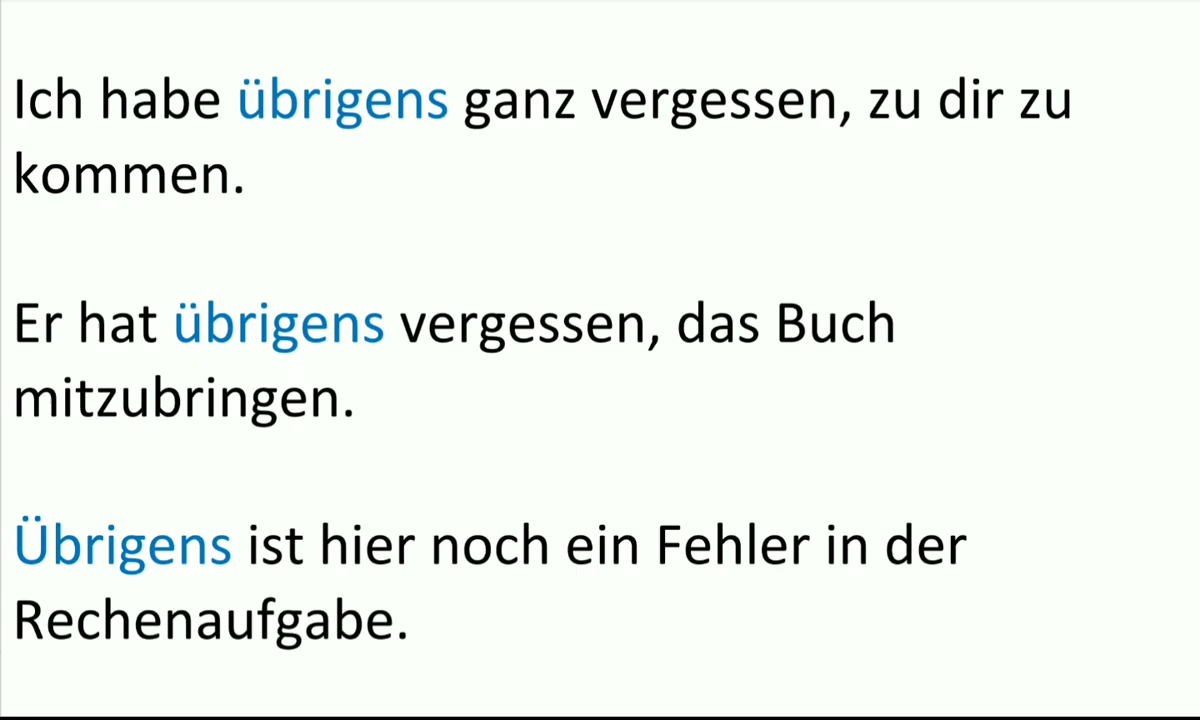 Ich habe übrigens ganz vergessen, zu dir zu
kommen.
Er hat übrigens vergessen, das Buch
mitzubringen.
Übrigens ist hier noch ein Fehler in der
Rechenaufgabe.